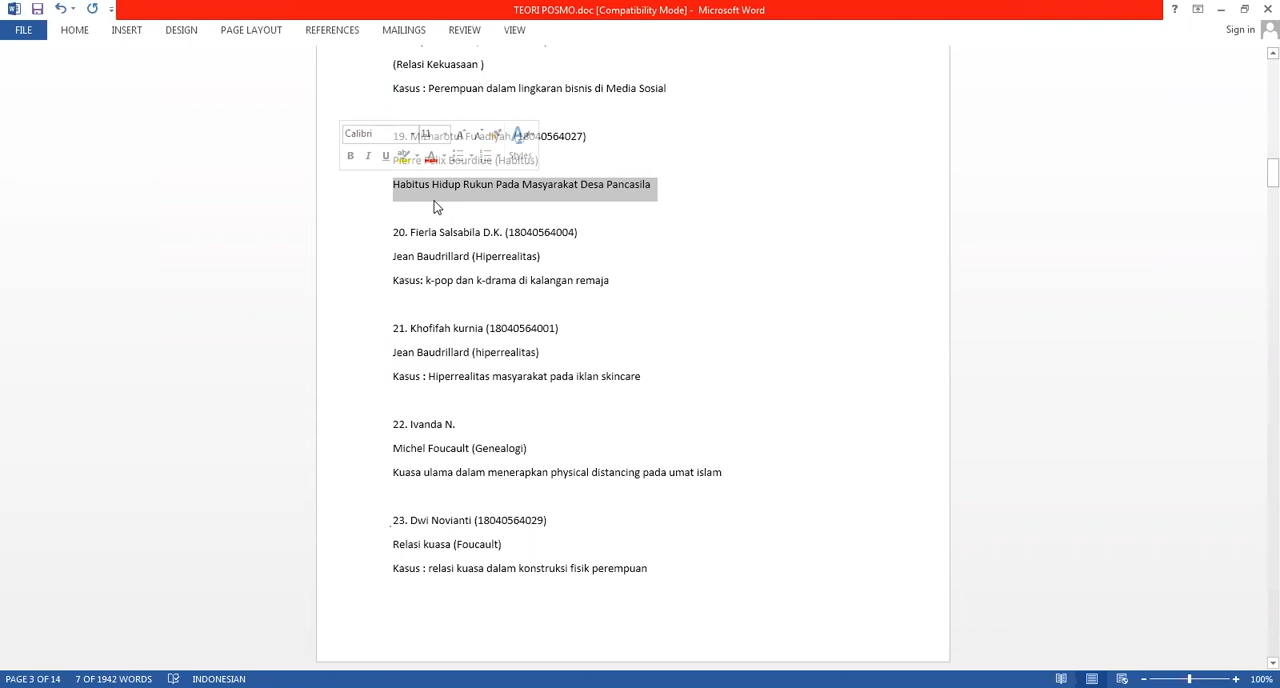 TEORI POSMO.doc [Compatibility Mode] - Microsoft Word
?
FILE HOME INSERT DESIGN PAGE LAYOUT REFERENCES MAILINGS REVIEW VIEW Sign in
(Relasi Kekuasaan )
Kasus : Perempuan dalam lingkaran bisnis di Media Sosial
Calibri 11
19. Fu'adiyah (18040564027)
B I U
Pierre Felix Bourdiue (Habitus)
Habitus Hidup Rukun Pada Masyarakat Desa Pancasila
20. Fierla Salsabila D.K. (18040564004)
Jean Baudrillard (Hiperrealitas)
Kasus: k-pop dan k-drama di kalangan remaja
21. Khofifah kurnia (18040564001)
Jean Baudrillard (hiperrealitas)
Kasus : Hiperrealitas masyarakat pada iklan skincare
22. Ivanda N.
Michel Foucault (Genealogi)
Kuasa ulama dalam menerapkan physical distancing pada umat islam
23. Dwi Novianti (18040564029)
Relasi kuasa (Foucault)
Kasus : relasi kuasa dalam konstruksi fisik perempuan
PAGE 3 OF 14 7 OF 1942 WORDS INDONESIAN 100%